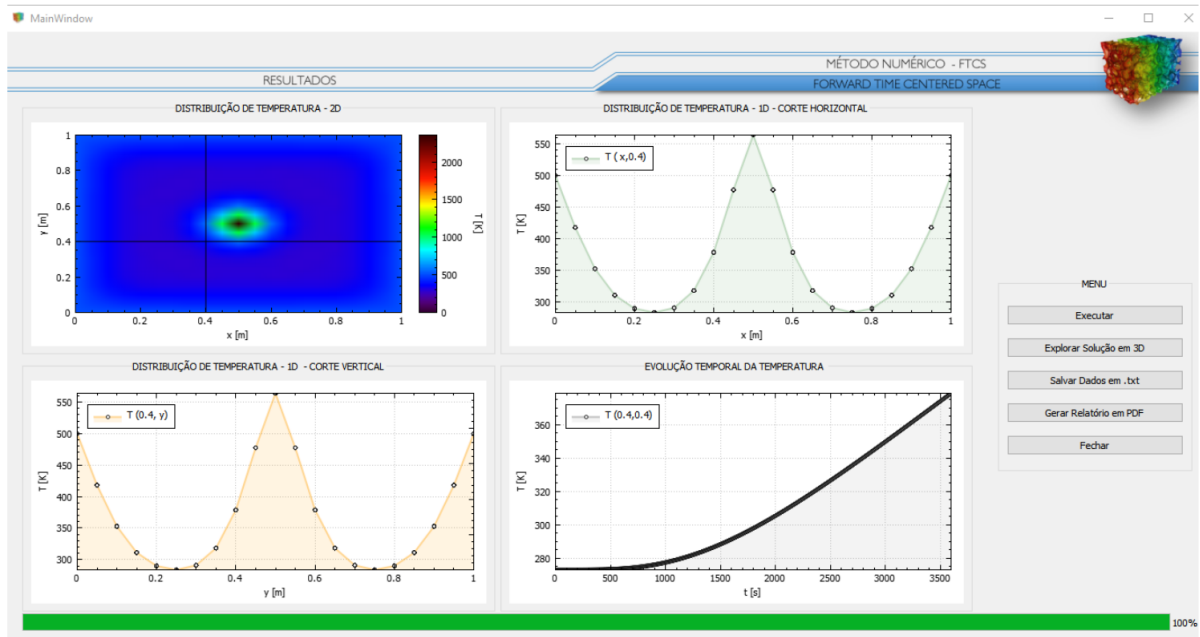 MainWindow
MÉTODO NUMÉRICO - FTCS
RESULTADOS
FORWARD TIME CENTERED SPACE
DISTRIBUIÇÃO DE TEMPERATURA - 2D
1
0.8
0.6
0.4
0.2
0
y [m]
0 0.2 0.4 0.6 0.8 1
x [m]
2000
1500
1000
500
0
T [K]
DISTRIBUIÇÃO DE TEMPERATURA - 1D - CORTE HORIZONTAL
T (x,0.4)
550
500
450
400
350
300
T [K]
0 0.2 0.4 0.6 0.8 1
x [m]
DISTRIBUIÇÃO DE TEMPERATURA - 1D - CORTE VERTICAL
T (0.4, y)
550
500
450
400
350
300
T [K]
0 0.2 0.4 0.6 0.8 1
y [m]
EVOLUÇÃO TEMPORAL DA TEMPERATURA
T (0.4,0.4)
360
340
320
300
280
T [K]
0 500 1000 1500 2000 2500 3000 3500
t [s]
MENU
Executar
Explorar Solução em 3D
Salvar Dados em .txt
Gerar Relatório em PDF
Fechar
100%